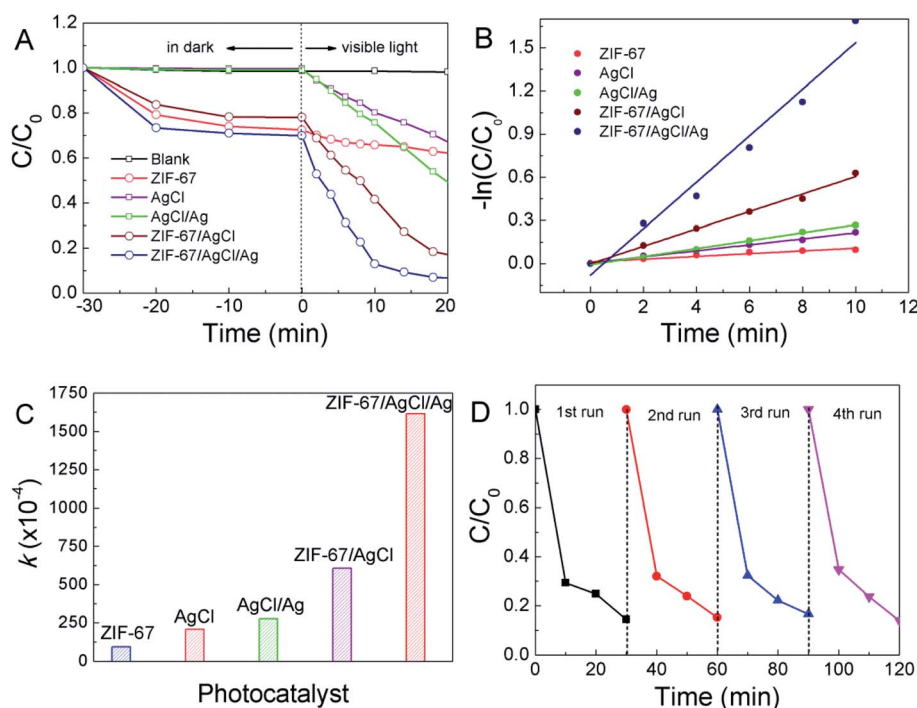 A
in dark
visible light
C/C0
1.2
1.0
0.8
0.6
0.4
0.2
0.0
Blank
ZIF-67
AgCl
AgCl/Ag
ZIF-67/AgCl
ZIF-67/AgCl/Ag
-30 -20 -10 0 10 20
Time (min)
B
-ln(C/C0)
1.5
1.2
0.9
0.6
0.3
0.0
ZIF-67
AgCl
AgCl/Ag
ZIF-67/AgCl
ZIF-67/AgCl/Ag
0 2 4 6 8 10 12
Time (min)
C
k (x10-4)
1750
1500
1250
1000
750
500
250
0
ZIF-67
AgCl
AgCl/Ag
ZIF-67/AgCl
ZIF-67/AgCl/Ag
Photocatalyst
D
C/C0
1.0
0.8
0.6
0.4
0.2
0.0
1st run
2nd run
3rd run
4th run
0 20 40 60 80 100 120
Time (min)